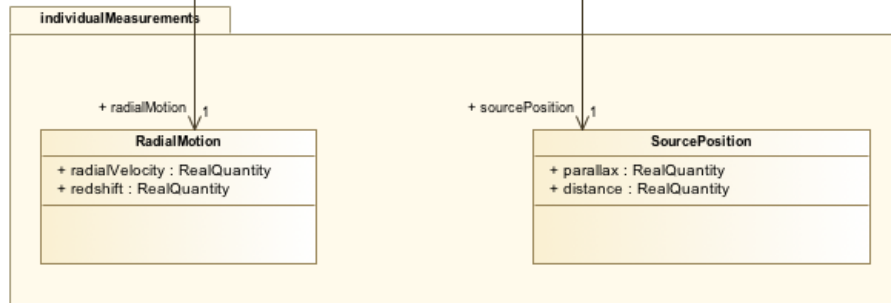 individualMeasurements
+ radialMotion
1
+ sourcePosition
1
RadialMotion
+ radialVelocity : RealQuantity
+ redshift : RealQuantity
SourcePosition
+ parallax : RealQuantity
+ distance : RealQuantity